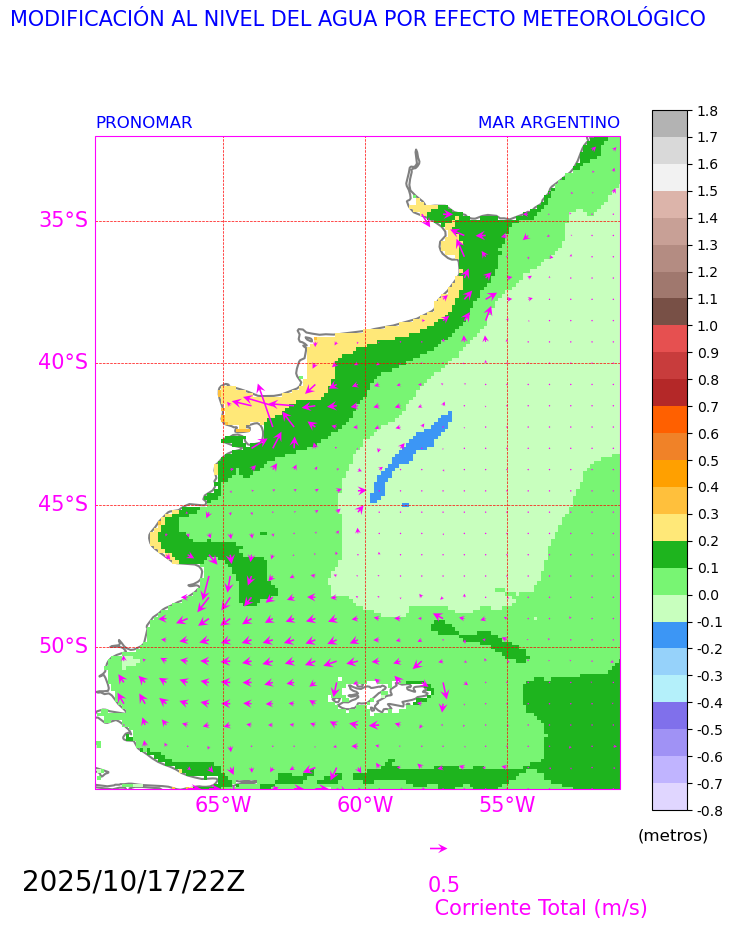 MODIFICACIÓN AL NIVEL DEL AGUA POR EFECTO METEOROLÓGICO
PRONOMAR MAR ARGENTINO
35°S
40°S
45°S
50°S
65°W 60°W 55°W
1.8
1.7
1.6
1.5
1.4
1.3
1.2
1.1
1.0
0.9
0.8
0.7
0.6
0.5
0.4
0.3
0.2
0.1
0.0
-0.1
-0.2
-0.3
-0.4
-0.5
-0.6
-0.7
-0.8
(metros)
2025/10/17/22Z
0.5
Corriente Total (m/s)